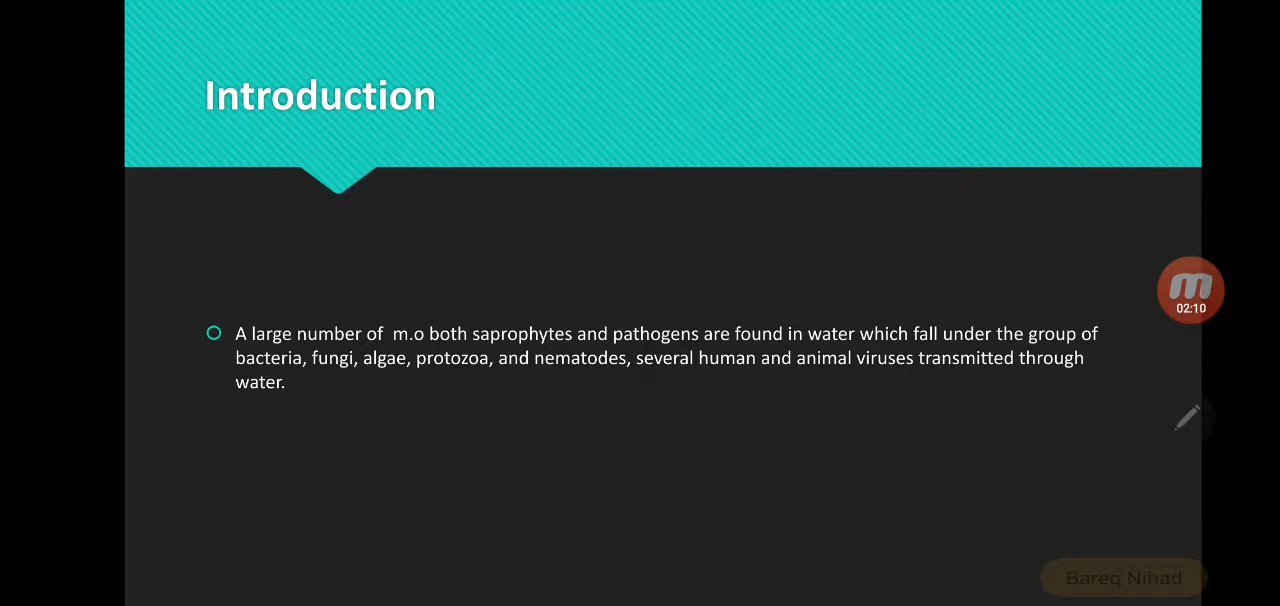 Introduction
A large number of m.o both saprophytes and pathogens are found in water which fall under the group of
bacteria, fungi, algae, protozoa, and nematodes, several human and animal viruses transmitted through
water.
m
02:10
Bareq Nihad